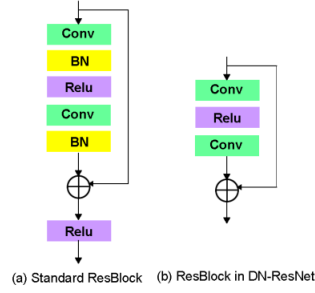 Conv
BN
Relu
Conv
BN
Relu
(a) Standard ResBlock
Conv
Relu
Conv
(b) ResBlock in DN-ResNet